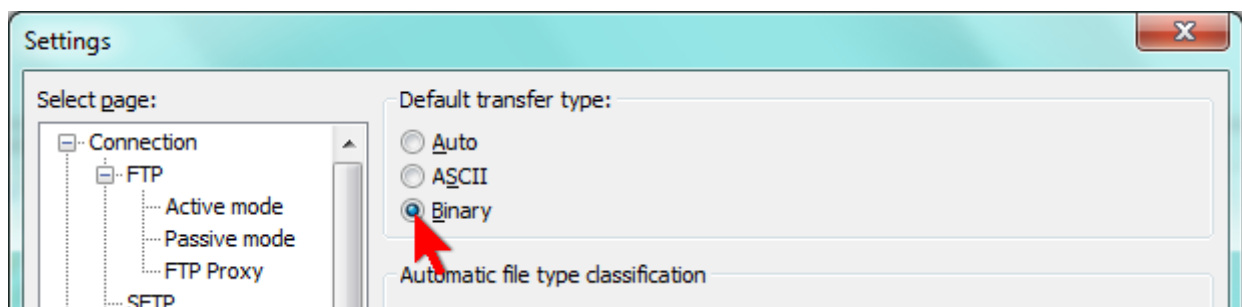 Settings
Select page:
Connection
FTP
Active mode
Passive mode
FTP Proxy
SFTP
Default transfer type:
Auto
ASCII
Binary
Automatic file type classification